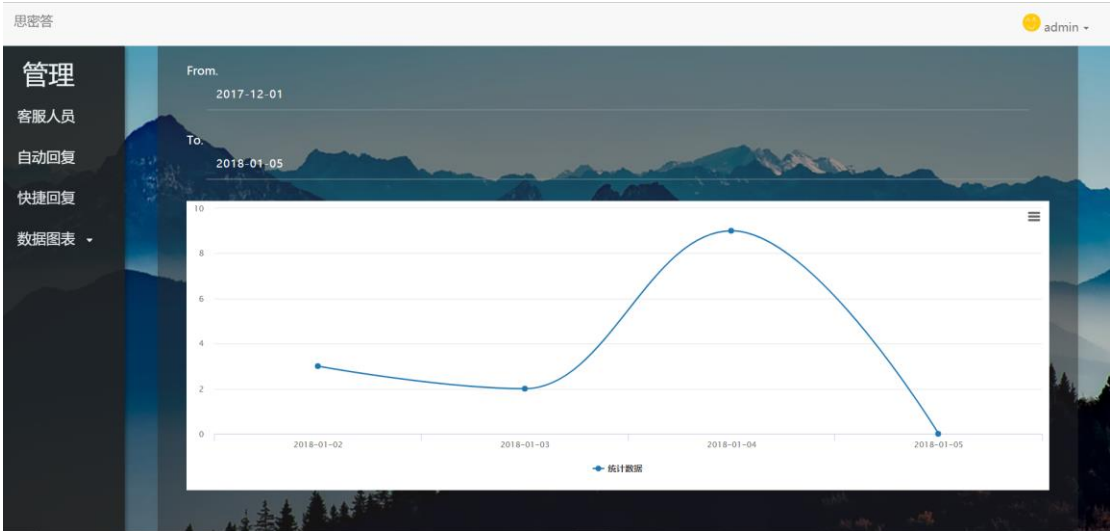 思密答
admin
管理
客服人员
自动回复
快捷回复
数据图表
From.
2017-12-01
To.
2018-01-05
10
8
6
4
2
0
2018-01-02 2018-01-03 2018-01-04 2018-01-05
统计数据